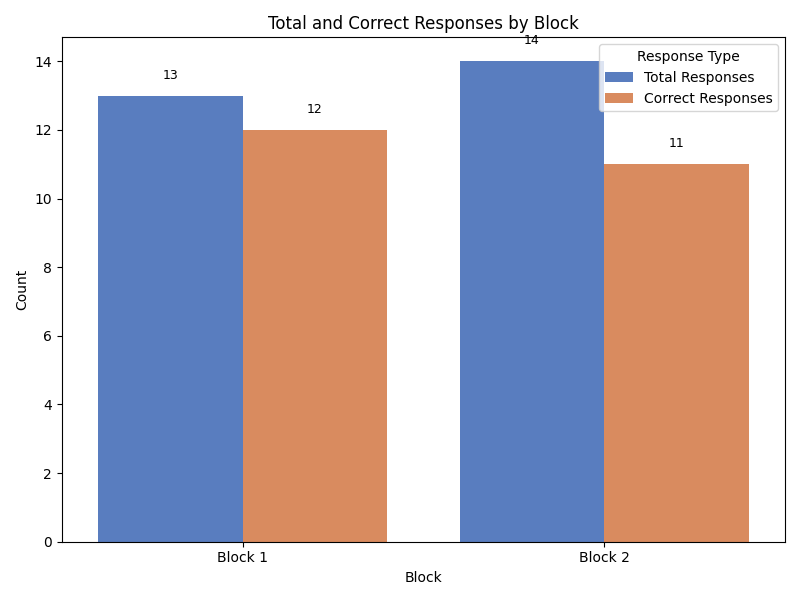 Total and Correct Responses by Block
14
13
12
11
Response Type
Total Responses
Correct Responses
Count
14
12
10
8
6
4
2
0
Block 1
Block 2
Block